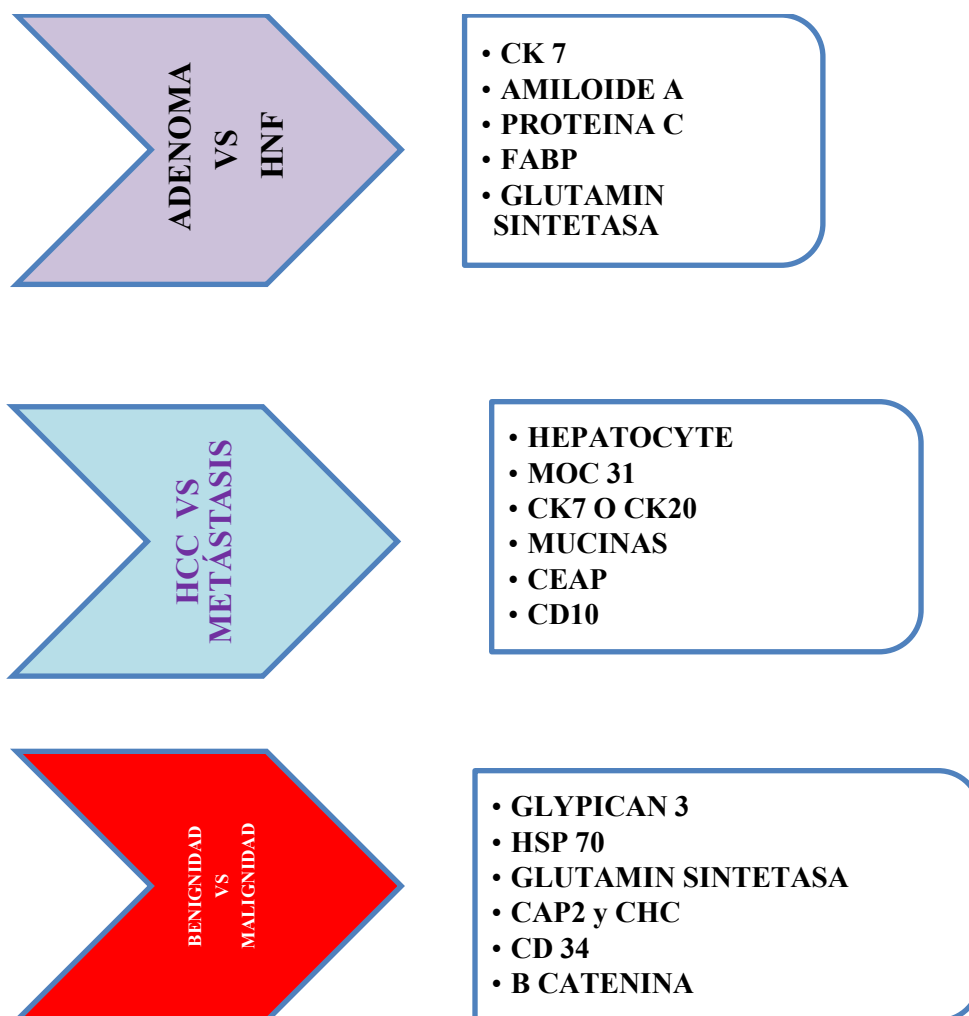 ADENOMA
VS
HNF
• CK 7
• AMILOIDE A
• PROTEINA C
• FABP
• GLUTAMIN
SINTETASA
HCC VS
METÁSTASIS
• HEPATOCYTE
• MOC 31
• CK7 O CK20
• MUCINAS
• CEAP
• CD10
BENIGNIDAD
VS
MALIGNIDAD
• GLYPICAN 3
• HSP 70
• GLUTAMIN SINTETASA
• CAP2 y CHC
• CD 34
• B CATENINA